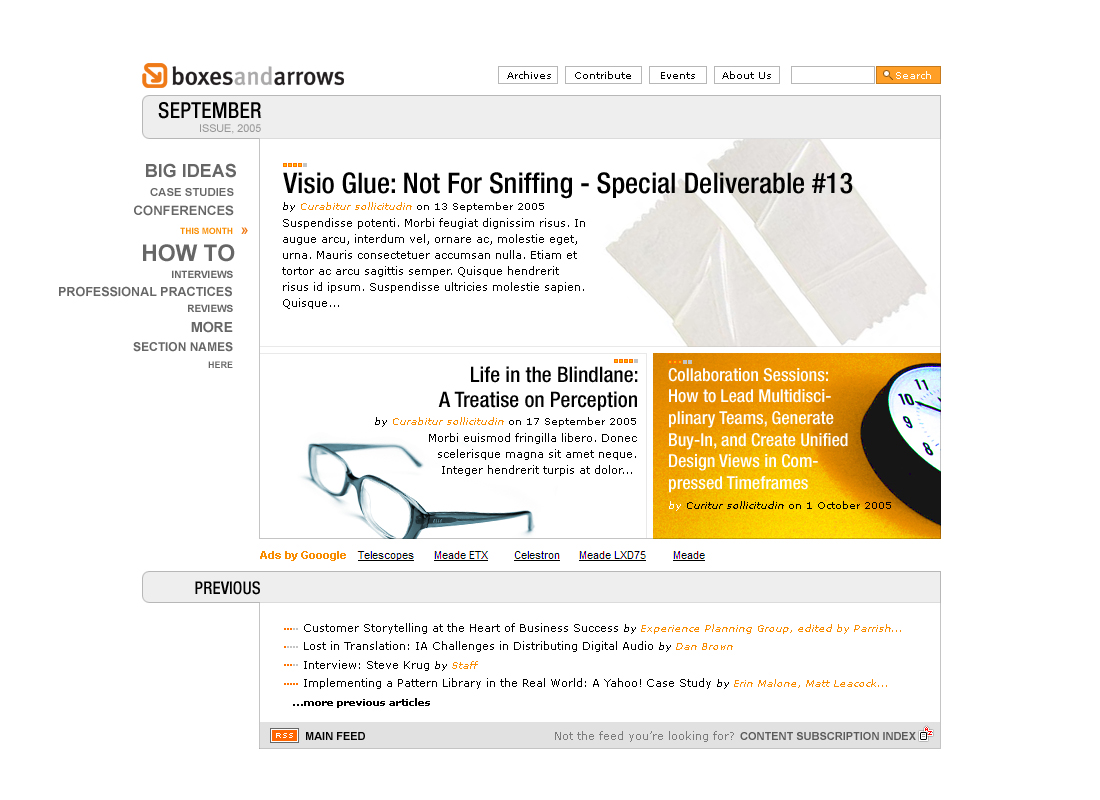 boxesandarrows
Archives
Contribute
Events
About Us
Search
SEPTEMBER
ISSUE, 2005
BIG IDEAS
CASE STUDIES
CONFERENCES
THIS MONTH »
HOW TO
INTERVIEWS
PROFESSIONAL PRACTICES
REVIEWS
MORE
SECTION NAMES
HERE
Visio Glue: Not For Sniffing - Special Deliverable #13
by Curabitur sollicitudin on 13 September 2005
Suspendisse potenti. Morbi feugiat dignissim risus. In
augue arcu, interdum vel, ornare ac, molestie eget,
urna. Mauris consectetuer accumsan nulla. Etiam et
tortor ac arcu sagittis semper. Quisque hendrerit
risus id ipsum. Suspendisse ultricies molestie sapien.
Quisque...
Life in the Blindlane:
A Treatise on Perception
by Curabitur sollicitudin on 17 September 2005
Morbi euismod fringilla libero. Donec
scelerisque magna sit amet neque.
Integer hendrerit turpis at dolor...
Collaboration Sessions:
How to Lead Multidisci-
plinary Teams, Generate
Buy-In, and Create Unified
Design Views in Com-
pressed Timeframes
by Curitur sollicitudin on 1 October 2005
11
10
9
8
Ads by Gooogle
Telescopes
Meade ETX
Celestron
Meade LXD75
Meade
PREVIOUS
Customer Storytelling at the Heart of Business Success by Experience Planning Group, edited by Parrish...
Lost in Translation: IA Challenges in Distributing Digital Audio by Dan Brown
Interview: Steve Krug by Staff
Implementing a Pattern Library in the Real World: A Yahoo! Case Study by Erin Malone, Matt Leacock...
...more previous articles
RSS MAIN FEED
Not the feed you're looking for? CONTENT SUBSCRIPTION INDEX